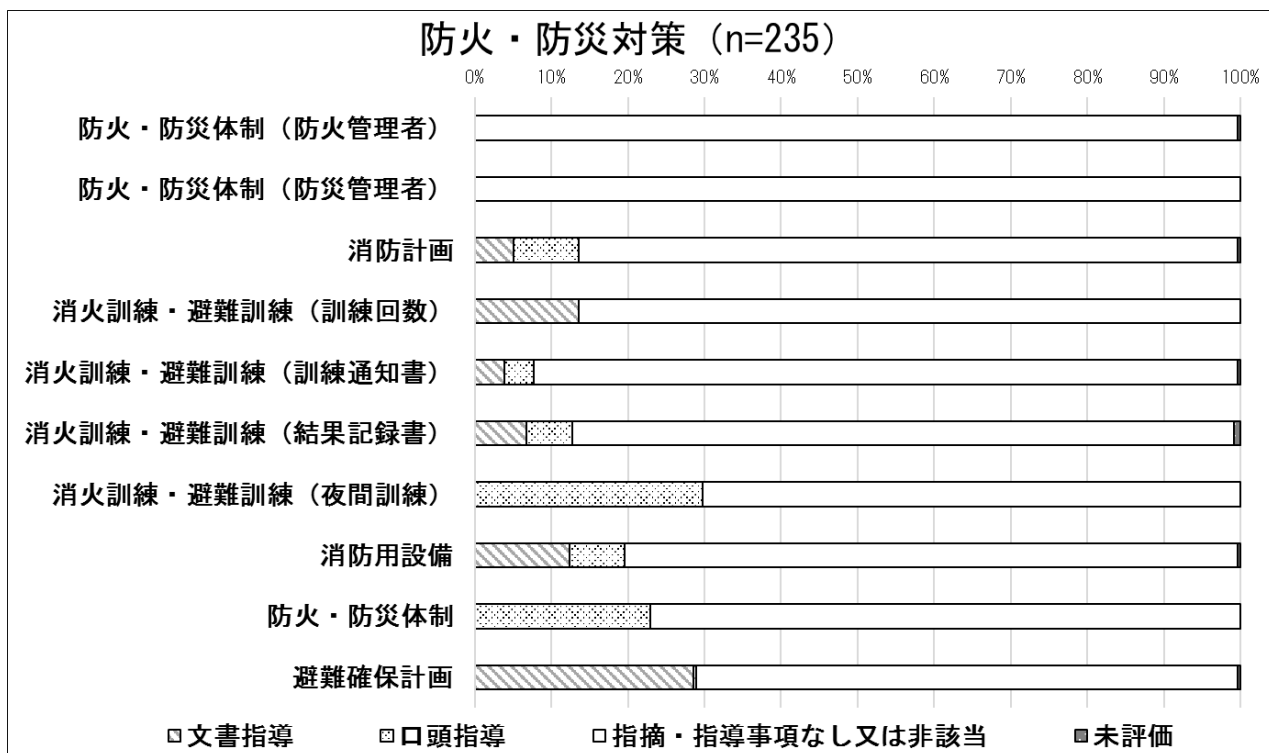 防火・防災対策（n=235）
0% 10% 20% 30% 40% 50% 60% 70% 80% 90% 100%
防火・防災体制（防火管理者）
防火・防災体制（防災管理者）
消防計画
消火訓練・避難訓練（訓練回数）
消火訓練・避難訓練（訓練通知書）
消火訓練・避難訓練（結果記録書）
消火訓練・避難訓練（夜間訓練）
消防用設備
防火・防災体制
避難確保計画
文書指導 口頭指導 指摘・指導事項なし又は非該当 未評価